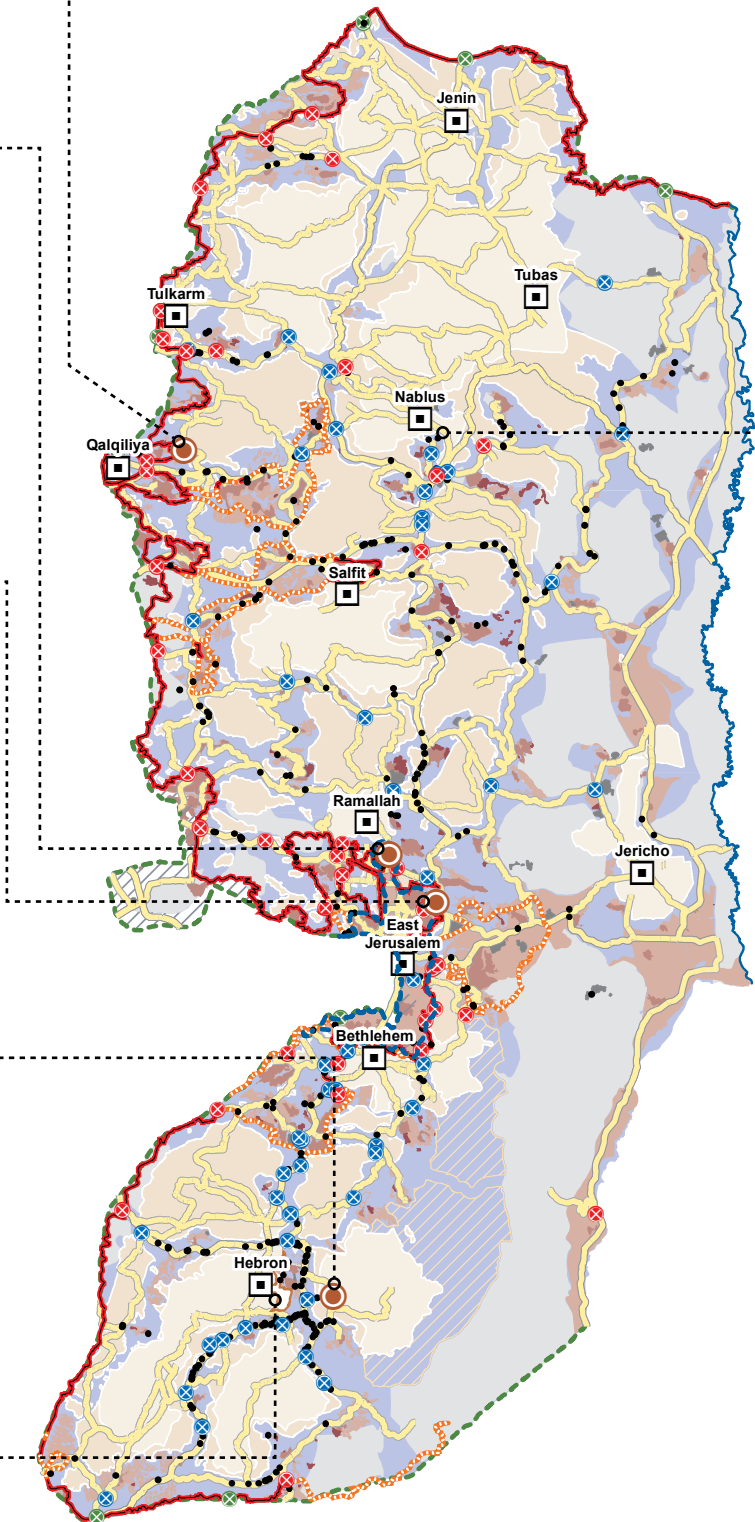 Jenin
Tubas
Tulkarm
Nablus
Qalqiliya
Salfit
Ramallah
Jericho
East
Jerusalem
Bethlehem
Hebron